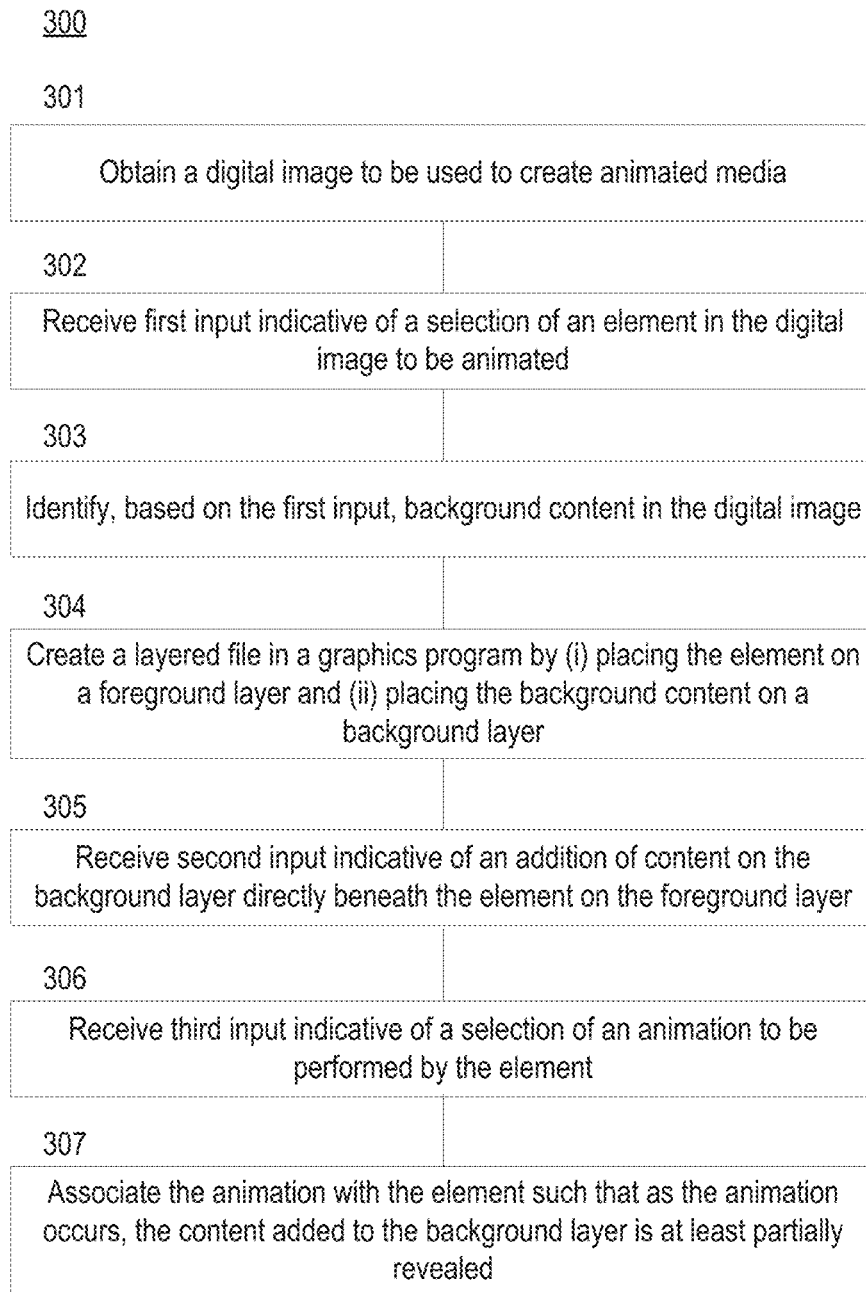 300
301
Obtain a digital image to be used to create animated media
302
Receive first input indicative of a selection of an element in the digital
image to be animated
303
Identify, based on the first input, background content in the digital image
304
Create a layered file in a graphics program by (i) placing the element on
a foreground layer and (ii) placing the background content on a
background layer
305
Receive second input indicative of an addition of content on the
background layer directly beneath the element on the foreground layer
306
Receive third input indicative of a selection of an animation to be
performed by the element
307
Associate the animation with the element such that as the animation
occurs, the content added to the background layer is at least partially
revealed